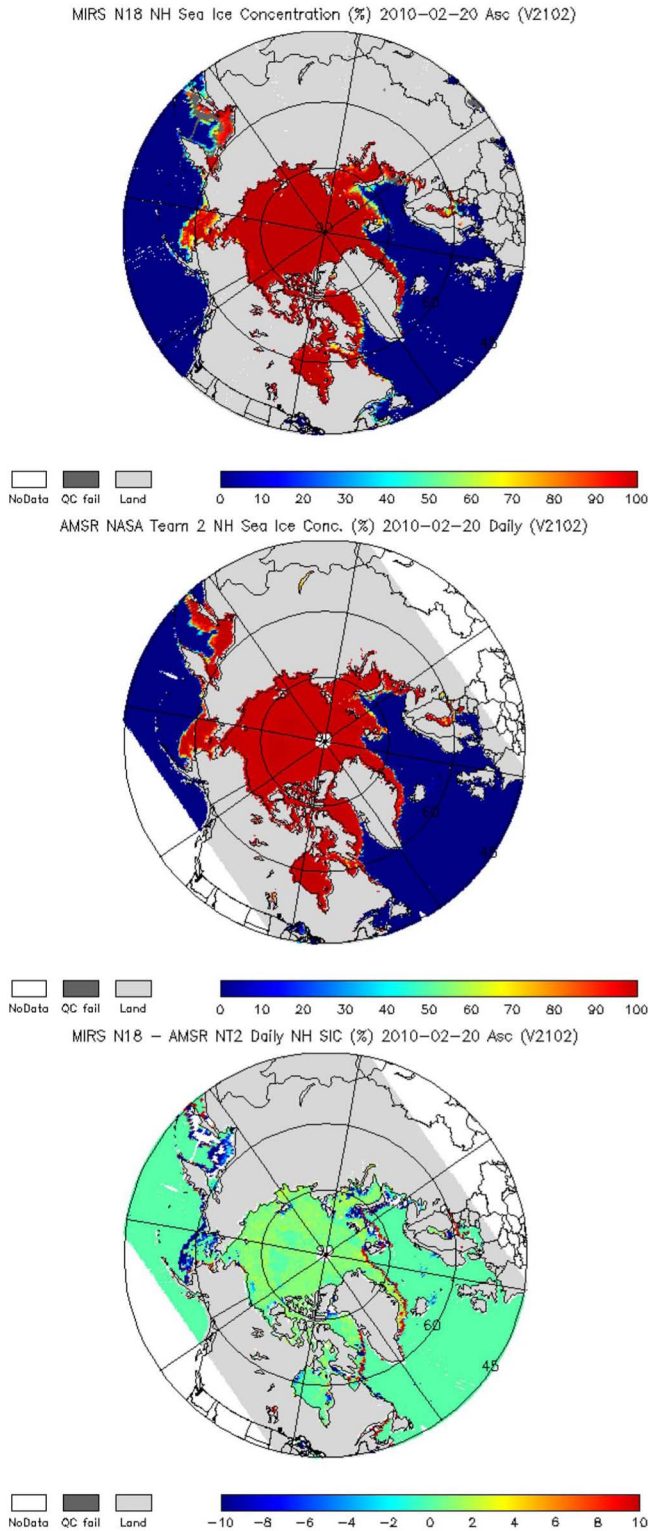 MIRS N18 NH Sea Ice Concentration (%) 2010-02-20 Asc (V2102)
90
60
45
NoData QC fail Land
0 10 20 30 40 50 60 70 80 90 100
AMSR NASA Team 2 NH Sea Ice Conc. (%) 2010-02-20 Daily (V2102)
60
45
NoData QC fail Land
0 10 20 30 40 50 60 70 80 90 100
MIRS N18 - AMSR NT2 Daily NH SIC (%) 2010-02-20 Asc (V2102)
90
60
45
NoData QC fail Land
-10 -8 -6 -4 -2 0 2 4 6 8 10